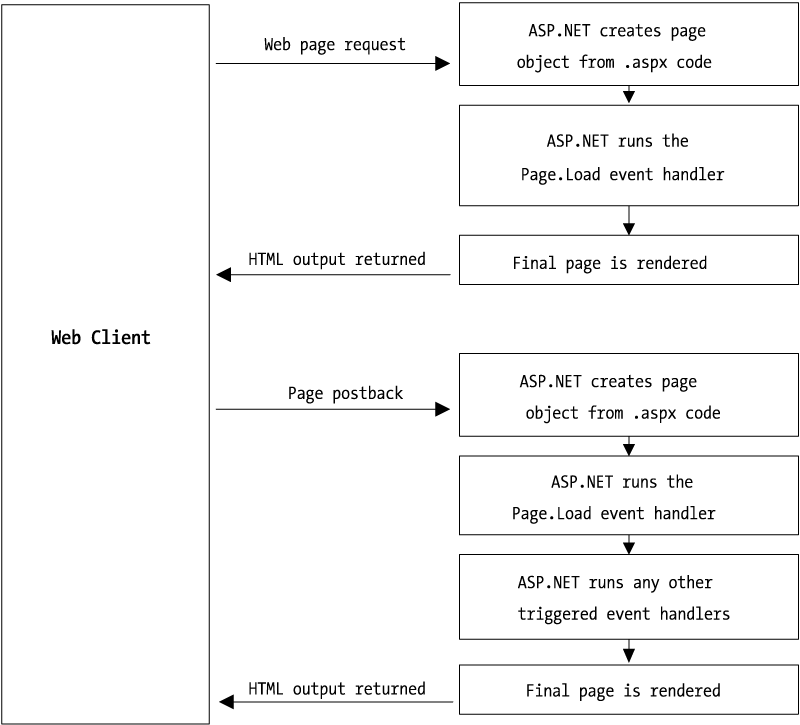 Web Client
Web page request
ASP.NET creates page
object from .aspx code
ASP.NET runs the
Page.Load event handler
HTML output returned
Final page is rendered
Page postback
ASP.NET creates page
object from .aspx code
ASP.NET runs the
Page.Load event handler
ASP.NET runs any other
triggered event handlers
HTML output returned
Final page is rendered